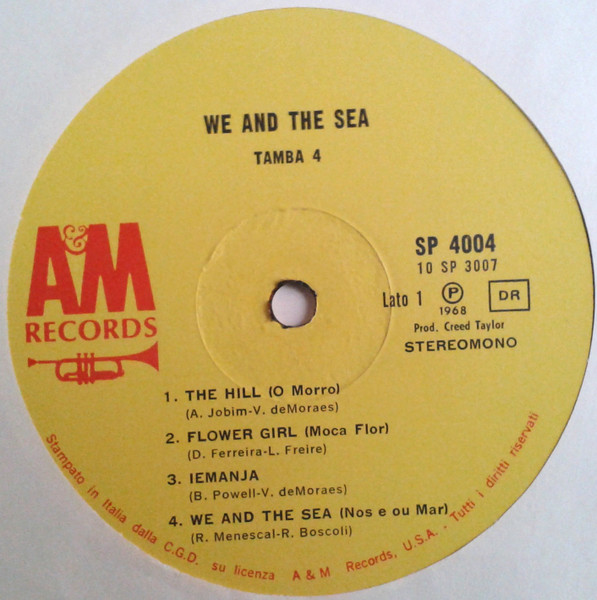 WE AND THE SEA
TAMBA 4
A&M
RECORDS
SP 4004
10 SP 3007
Lato 1
P
1968
DR
Prod. Creed Taylor
STEREOMONO
1. THE HILL (O Morro)
(A. Jobim-V. deMoraes)
2. FLOWER GIRL (Moca Flor)
(D. Ferreira-L. Freire)
3. IEMANJA
(B. Powell-V. deMoraes)
4. WE AND THE SEA (Nos e ou Mar)
(R. Menescal-R. Boscoli)
Stampato in Italia dalla C.G.D. su licenza A & M Records, U.S.A. - Tutti i diritti riservati